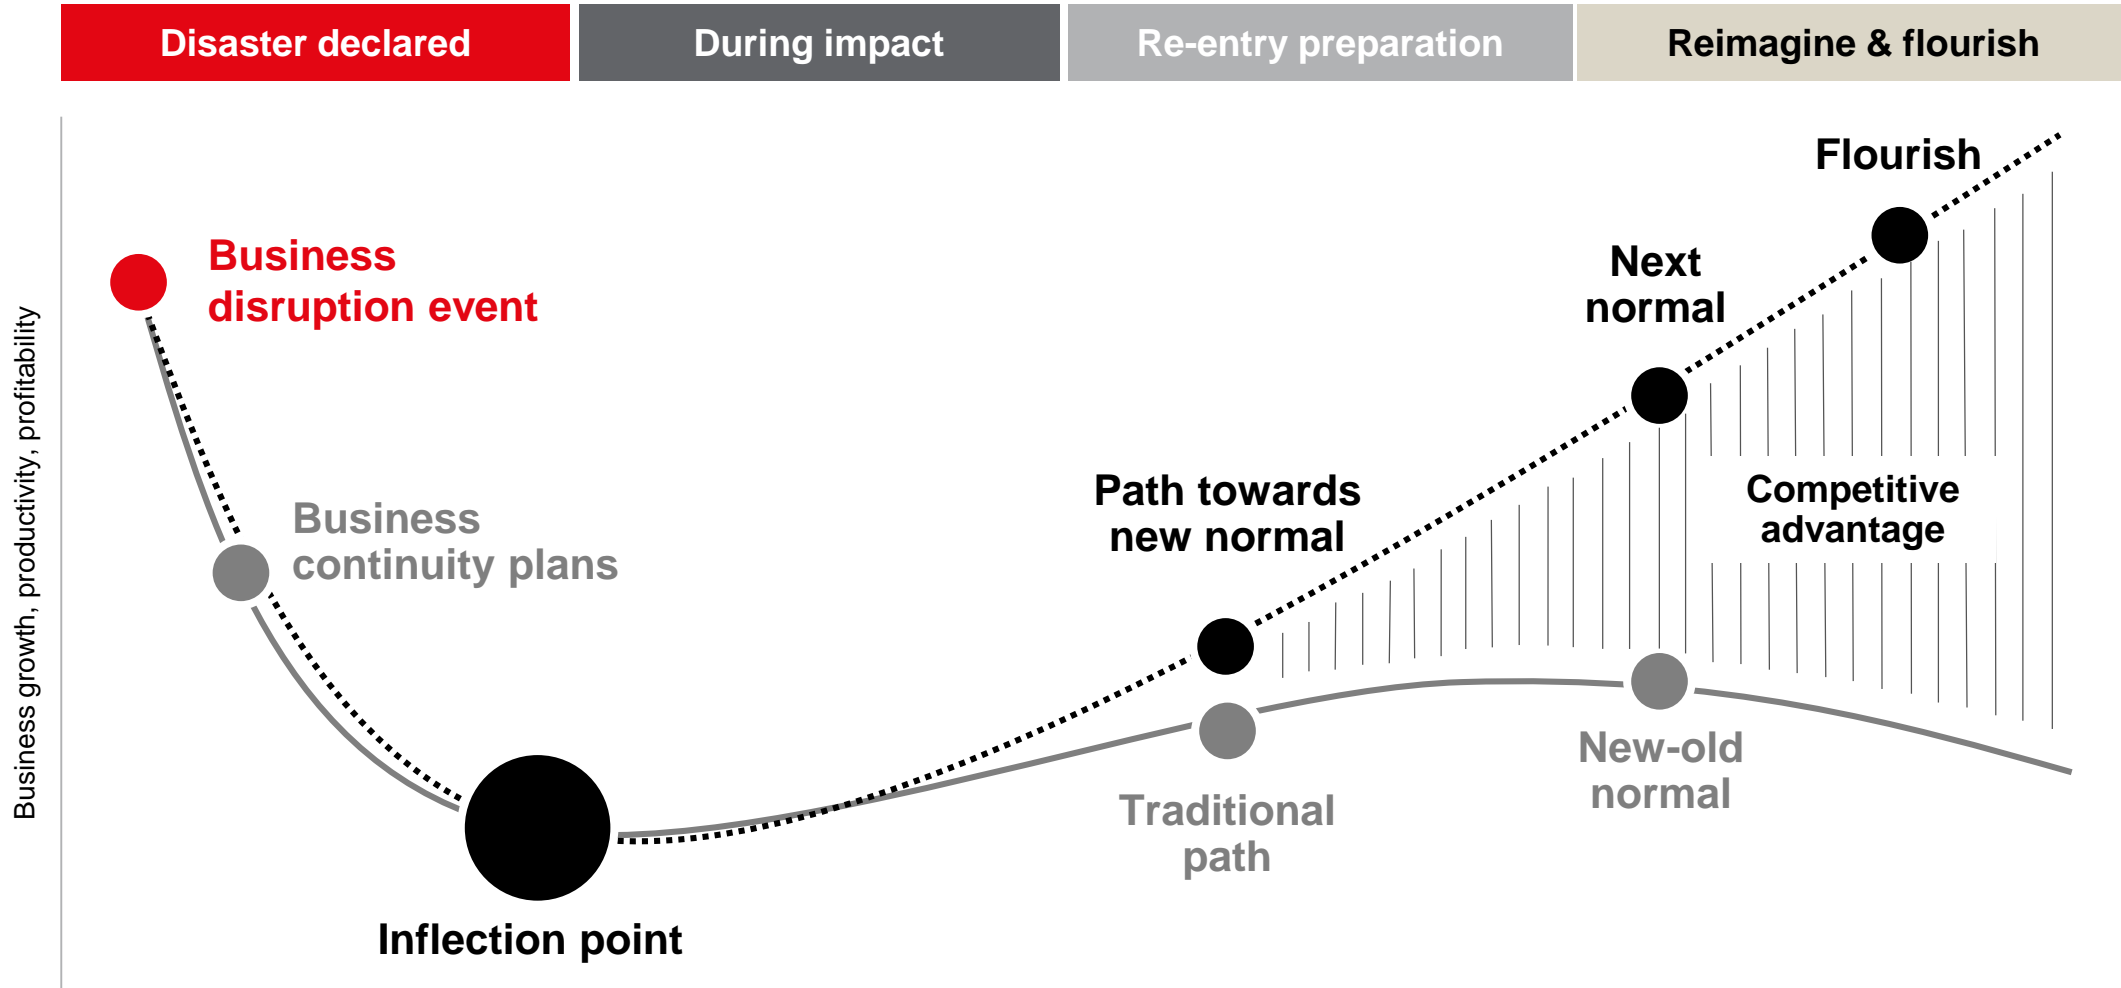 Disaster declared
During impact
Re-entry preparation
Reimagine & flourish
Business growth, productivity, profitability
Business
disruption event
Business
continuity plans
Inflection point
Path towards
new normal
Traditional
path
Next
normal
New-old
normal
Flourish
Competitive
advantage